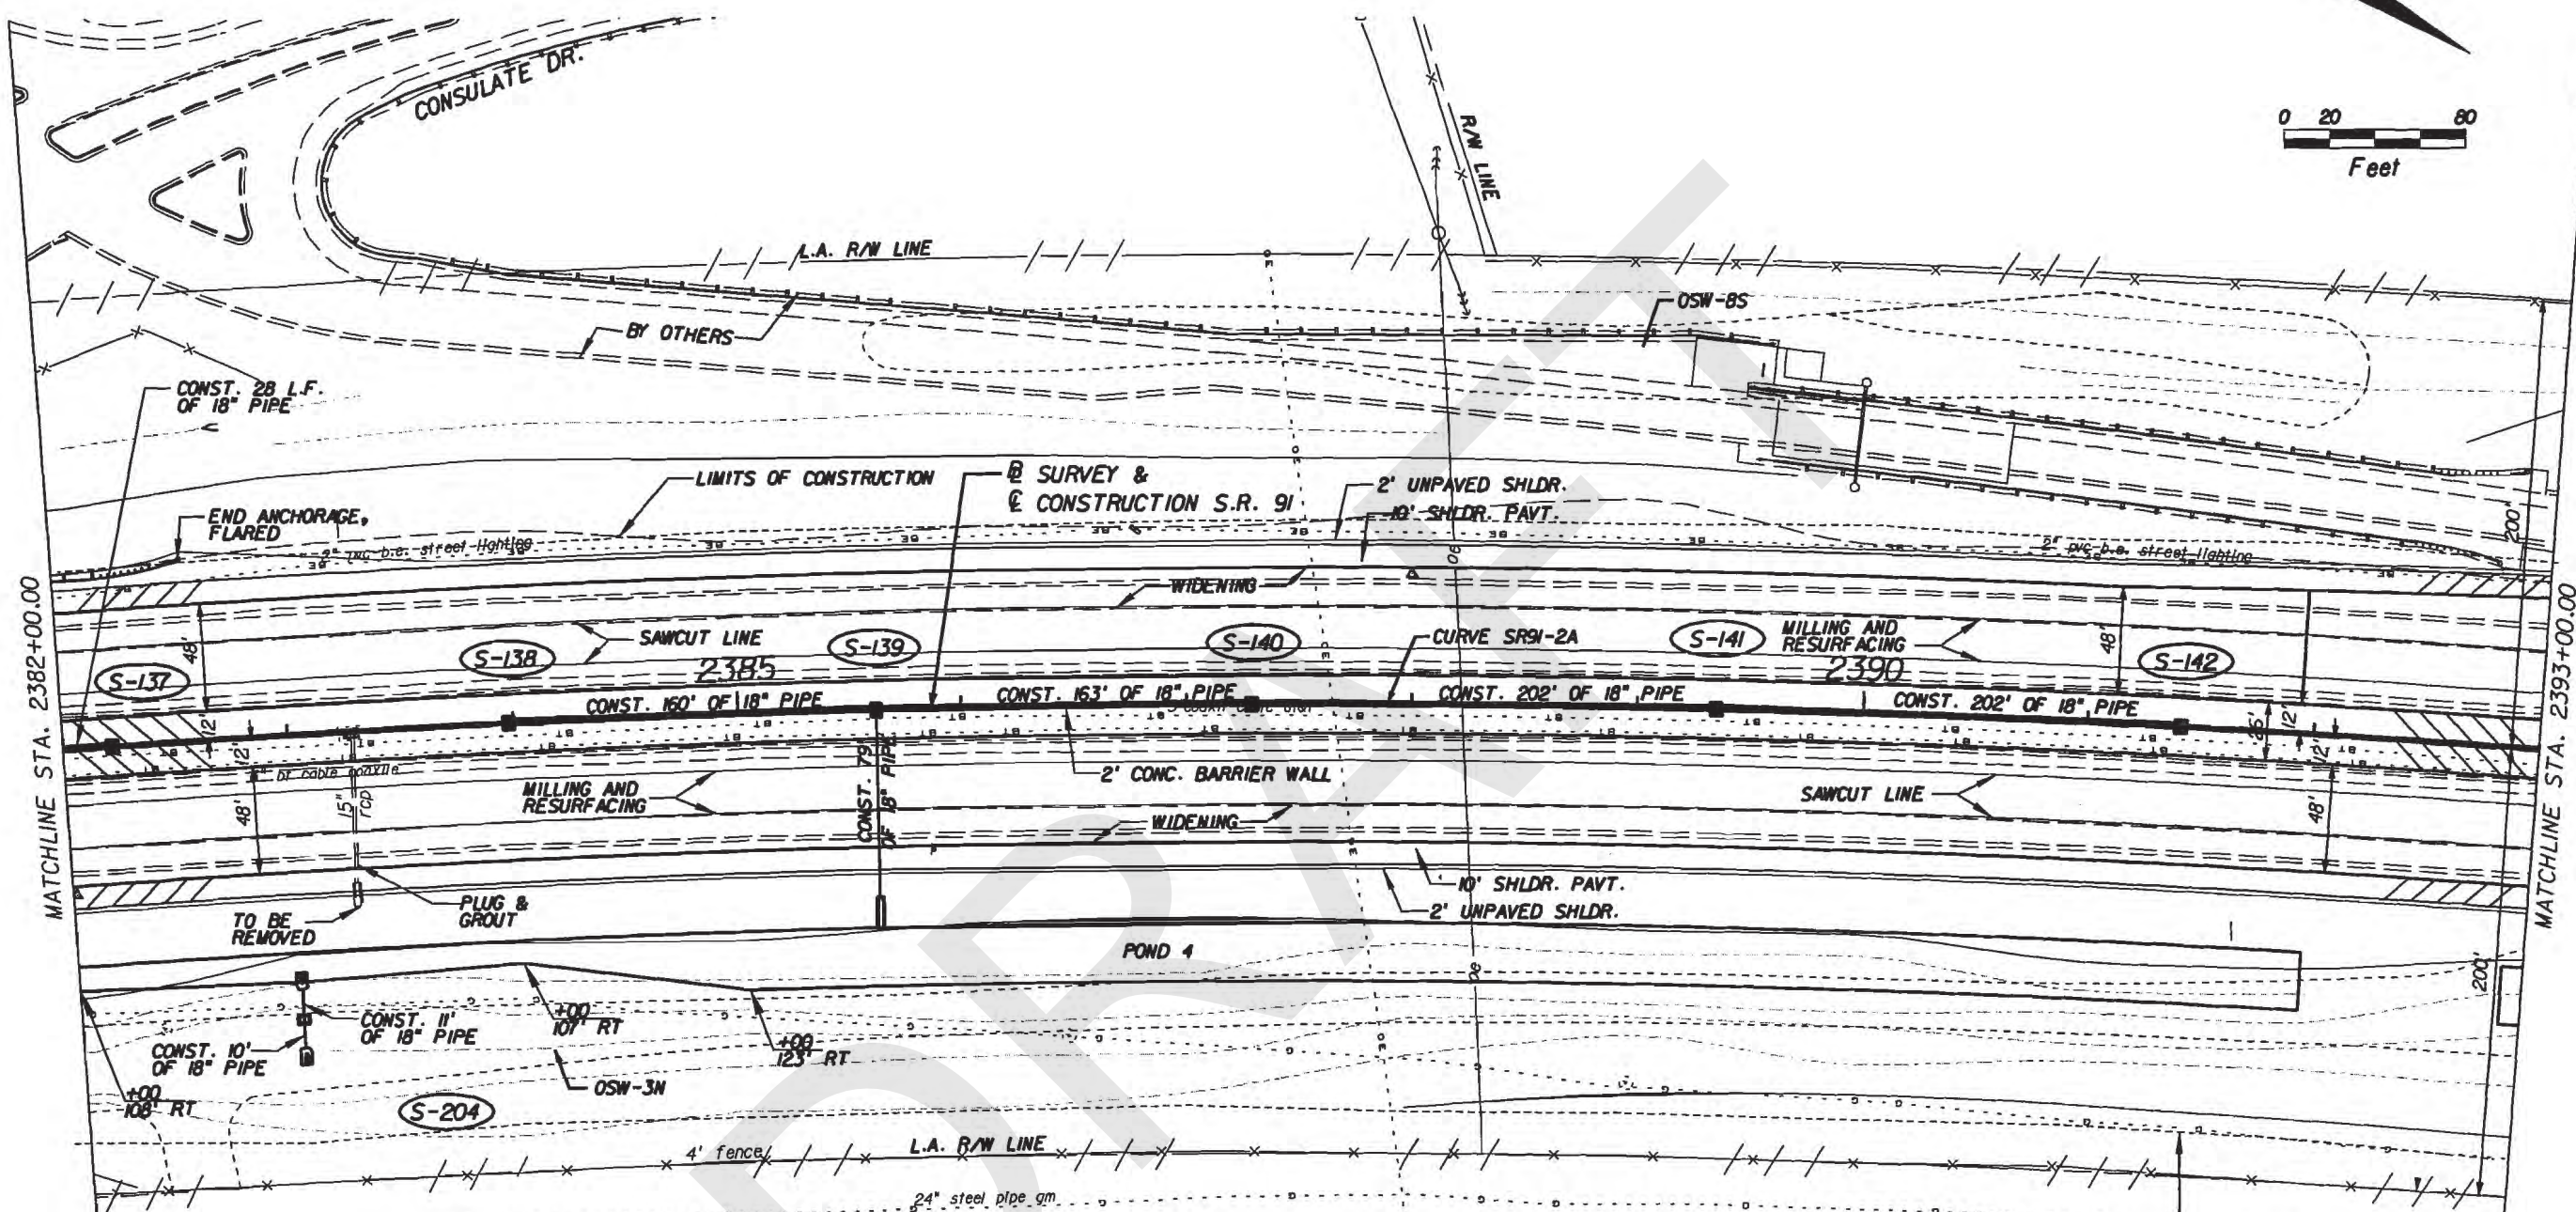 CONSULATE DR.
R/W LINE
0 20 80
Feet
L.A. R/W LINE
OSW-8S
BY OTHERS
CONST. 28 L.F.
OF 18" PIPE
LIMITS OF CONSTRUCTION
B SURVEY &
℄ CONSTRUCTION S.R. 91
2' UNPAVED SHLDR.
10' SHLDR. PAVT.
END ANCHORAGE,
FLARED
2" pvc b.e. street lighting
2" pvc b.e. street lighting
200'
MATCHLINE STA. 2382+00.00
MATCHLINE STA. 2393+00.00
WIDENING
48'
SAWCUT LINE
S-137
S-138
2385
S-139
S-140
CURVE SR91-2A
S-141
MILLING AND
RESURFACING
2390
48'
S-142
CONST. 160' OF 18" PIPE
CONST. 163' OF 18" PIPE
CONST. 202' OF 18" PIPE
CONST. 202' OF 18" PIPE
12'
12'
26'
12'
12'
bt cable coaxile
48'
15"
rcp
MILLING AND
RESURFACING
CONST. 79'
OF 18" PIPE
2' CONC. BARRIER WALL
WIDENING
SAWCUT LINE
48'
10' SHLDR. PAVT.
2' UNPAVED SHLDR.
TO BE
REMOVED
PLUG &
GROUT
POND 4
200'
CONST. 11'
OF 18" PIPE
CONST. 10'
OF 18" PIPE
+00
107' RT
+00
123' RT
+00
108' RT
OSW-3N
S-204
4' fence
L.A. R/W LINE
24" steel pipe gm
DRAFT